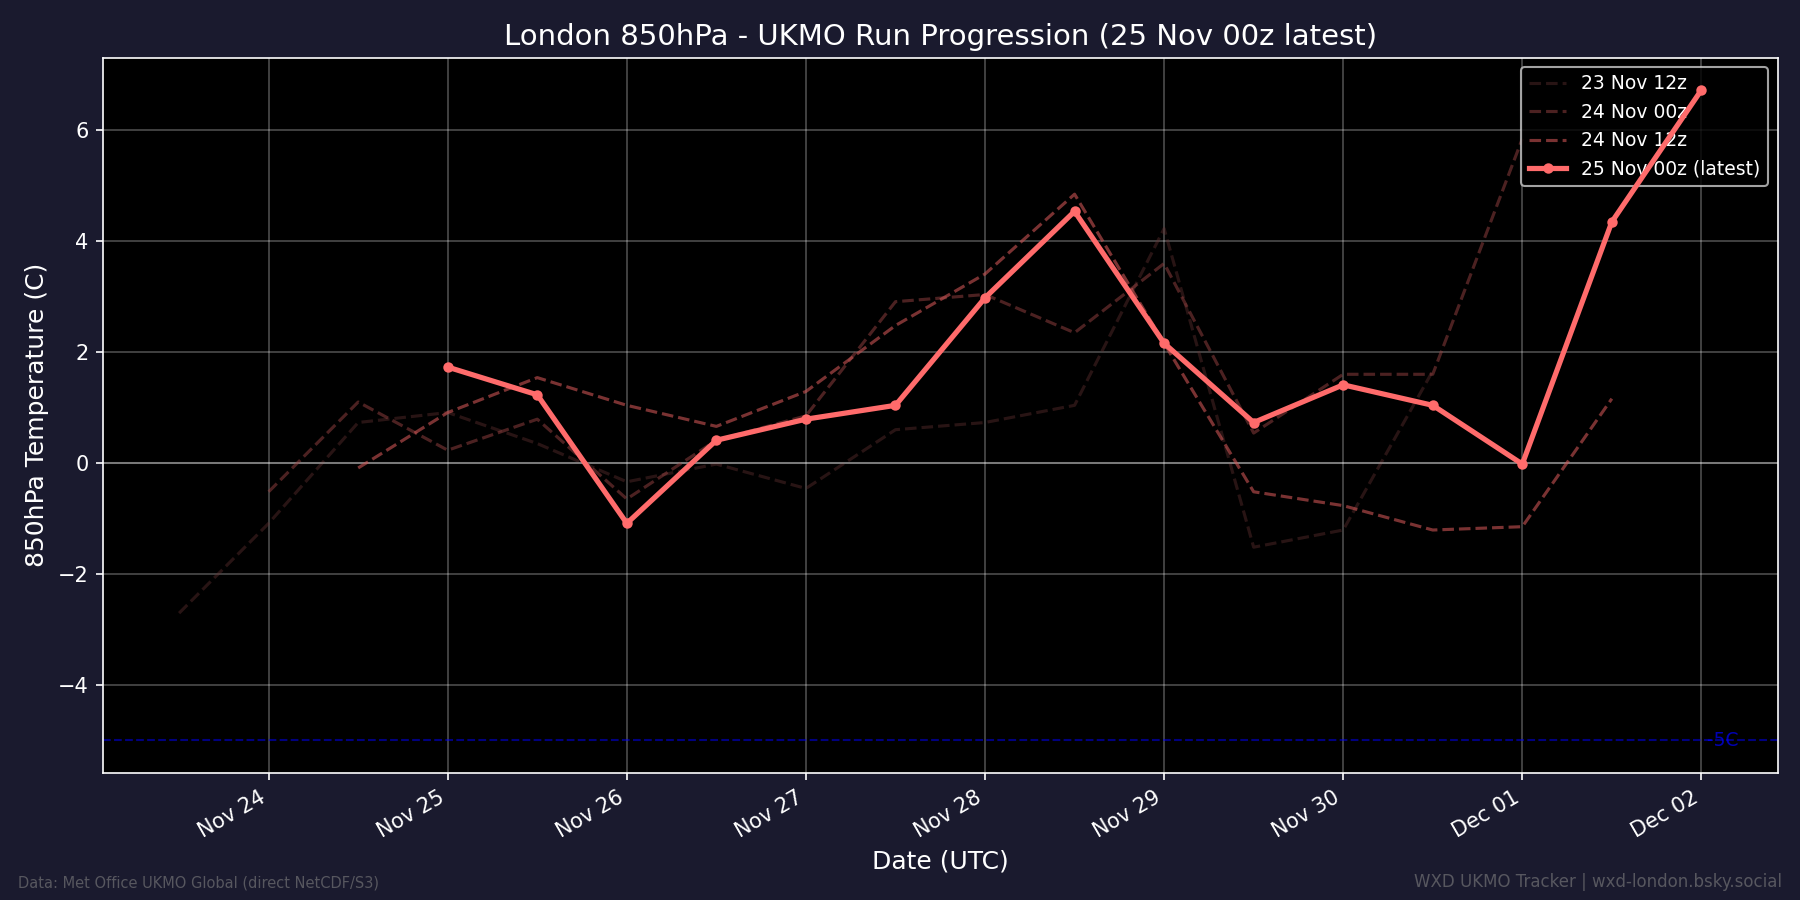 London 850hPa - UKMO Run Progression (25 Nov 00z latest)
23 Nov 12z
24 Nov 00z
24 Nov 12z
25 Nov 00z (latest)
850hPa Temperature (C)
6
4
2
0
−2
−4
-5C
Nov 24
Nov 25
Nov 26
Nov 27
Nov 28
Nov 29
Nov 30
Dec 01
Dec 02
Date (UTC)
Data: Met Office UKMO Global (direct NetCDF/S3)
WXD UKMO Tracker | wxd-london.bsky.social